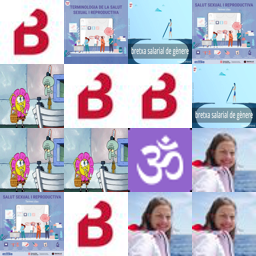 TERMINOLOGIA DE LA SALUT
SEXUAL I REPRODUCTIVA
bretxa salarial de gènere
SALUT SEXUAL I REPRODUCTIVA
B
B
B
bretxa salarial de gènere
ॐ
SALUT SEXUAL I REPRODUCTIVA
B